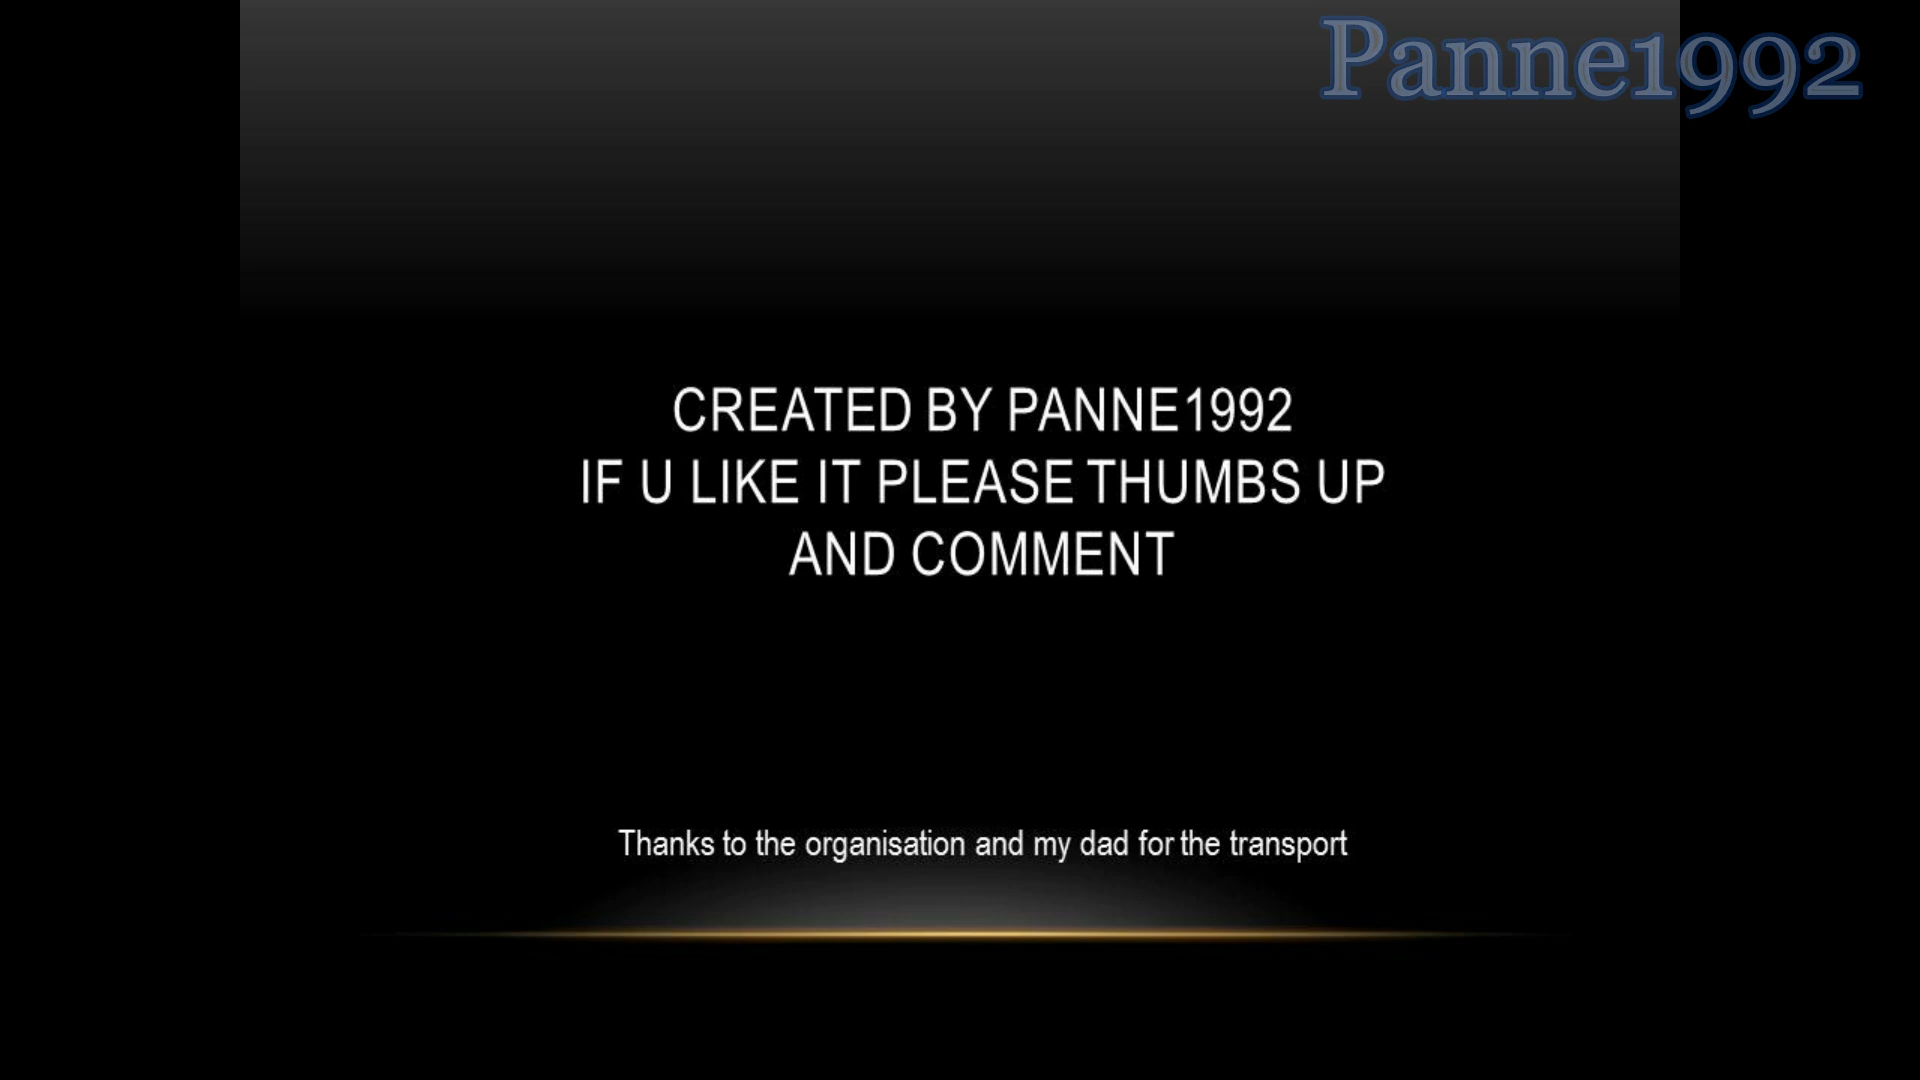 Panne1992
CREATED BY PANNE1992
IF U LIKE IT PLEASE THUMBS UP
AND COMMENT
Thanks to the organisation and my dad for the transport